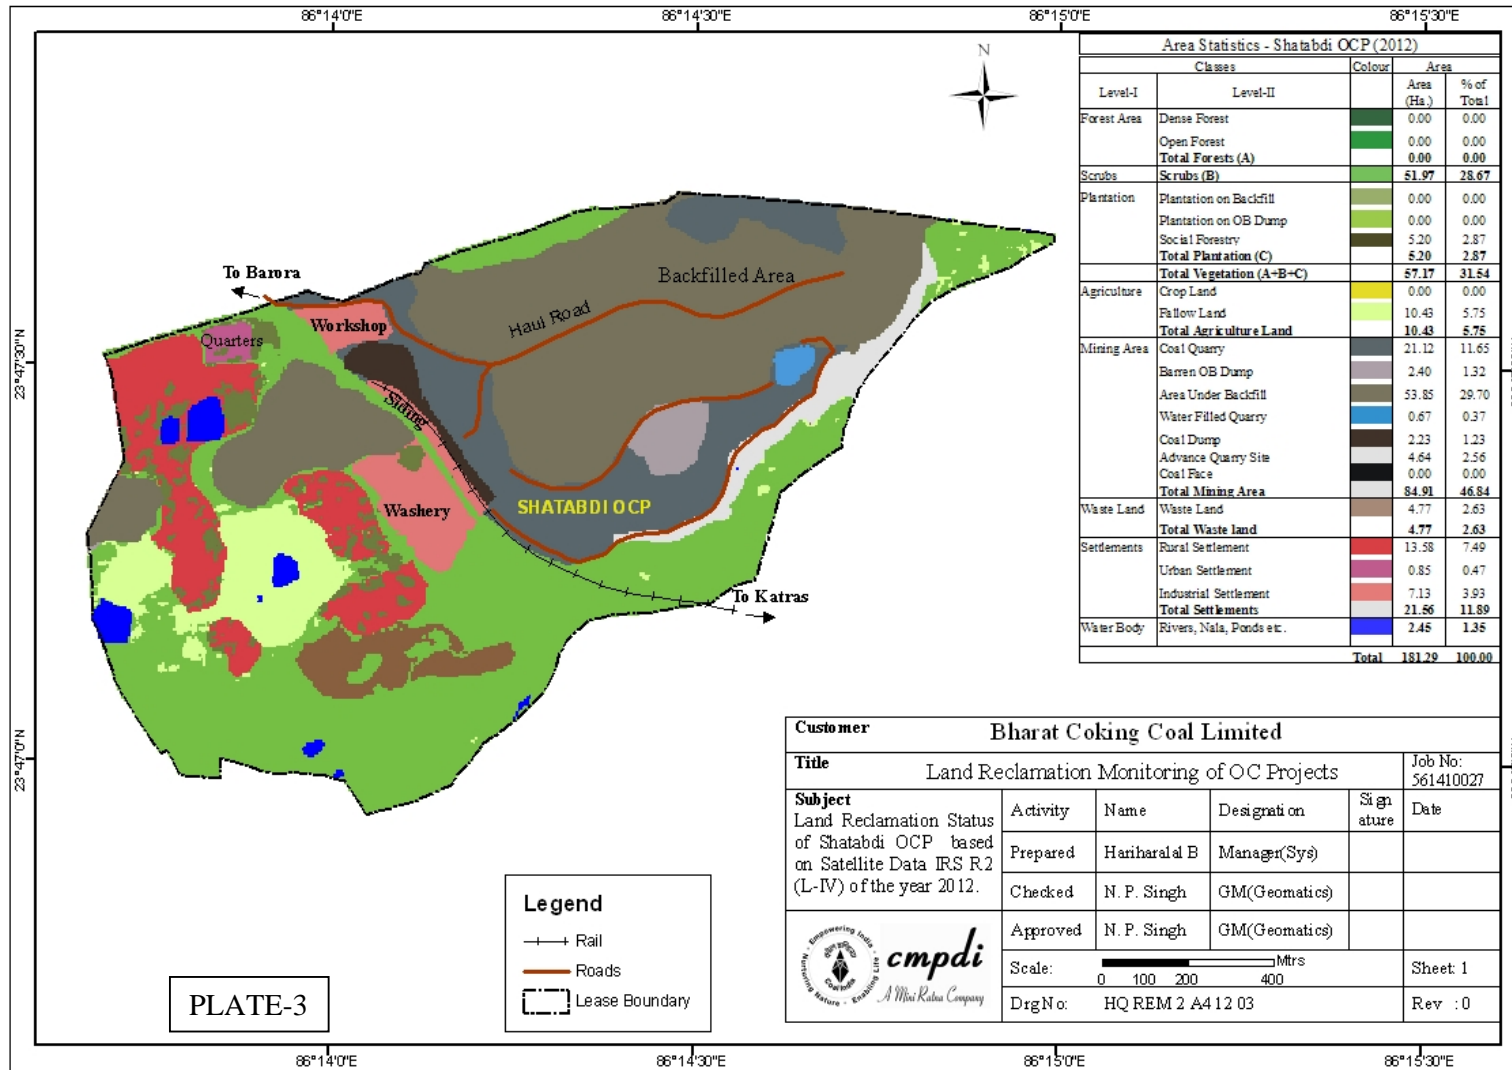 86°14'0"E 86°14'30"E 86°15'0"E 86°15'30"E
N
Area Statistics - Shatabdi OCP (2012)
Classes Colour Area
Level-I Level-II Area (Ha.) % of Total
Forest Area Dense Forest 0.00 0.00
Open Forest 0.00 0.00
Total Forests (A) 0.00 0.00
Scrubs Scrubs (B) 51.97 28.67
Plantation Plantation on Backfill 0.00 0.00
Plantation on OB Dump 0.00 0.00
Social Forestry 5.20 2.87
Total Plantation (C) 5.20 2.87
Total Vegetation (A+B+C) 57.17 31.54
Agriculture Crop Land 0.00 0.00
Fallow Land 10.43 5.75
Total Agriculture Land 10.43 5.75
Mining Area Coal Quarry 21.12 11.65
Barren OB Dump 2.40 1.32
Area Under Backfill 53.85 29.70
Water Filled Quarry 0.67 0.37
Coal Dump 2.23 1.23
Advance Quarry Site 4.64 2.56
Coal Face 0.00 0.00
Total Mining Area 84.91 46.84
Waste Land Waste Land 4.77 2.63
Total Waste land 4.77 2.63
Settlements Rural Settlement 13.58 7.49
Urban Settlement 0.85 0.47
Industrial Settlement 7.13 3.93
Total Settlements 21.56 11.89
Water Body Rivers, Nala, Ponds etc. 2.45 1.35
Total 181.29 100.00
To Barora
Backfilled Area
Haul Road
Workshop
Quarters
23°47'30"N
Siding
SHATABDI OCP
Washery
To Katras
23°47'0"N
Customer Bharat Coking Coal Limited
Title Land Reclamation Monitoring of OC Projects Job No: 561410027
Subject
Land Reclamation Status
of Shatabdi OCP based
on Satellite Data IRS R2
(L-IV) of the year 2012.
Activity Name Designation Sign ature Date
Prepared Hariharalal B Manager(Sys)
Checked N. P. Singh GM(Geomatics)
Approved N. P. Singh GM(Geomatics)
Empowering India - Enabling Life - Nurturing Nature -
Coal India
cmpdi
A Mini Ratna Company
Scale: 0 100 200 400 Mtrs Sheet: 1
Drg No: HQ REM 2 A4 12 03 Rev : 0
Legend
Rail
Roads
Lease Boundary
PLATE-3
86°14'0"E 86°14'30"E 86°15'0"E 86°15'30"E